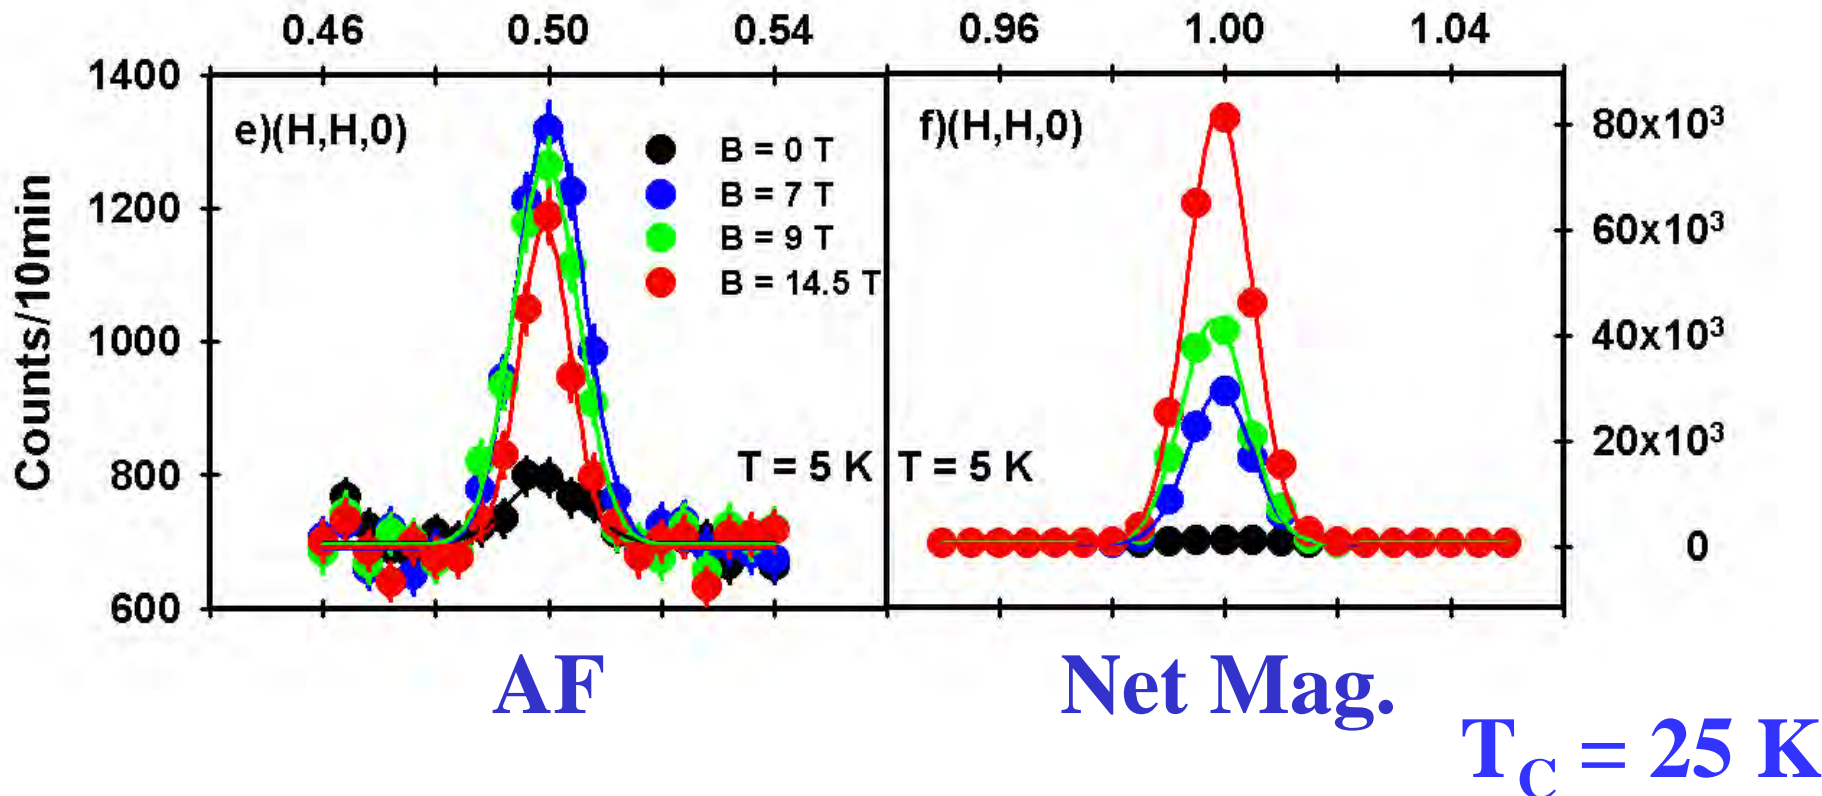 0.46 0.50 0.54 0.96 1.00 1.04
1400
1200
1000
800
600
Counts/10min
e)(H,H,0)
B = 0 T
B = 7 T
B = 9 T
B = 14.5 T
T = 5 K
f)(H,H,0)
T = 5 K
80x10³
60x10³
40x10³
20x10³
0
AF
Net Mag.
T_C = 25 K